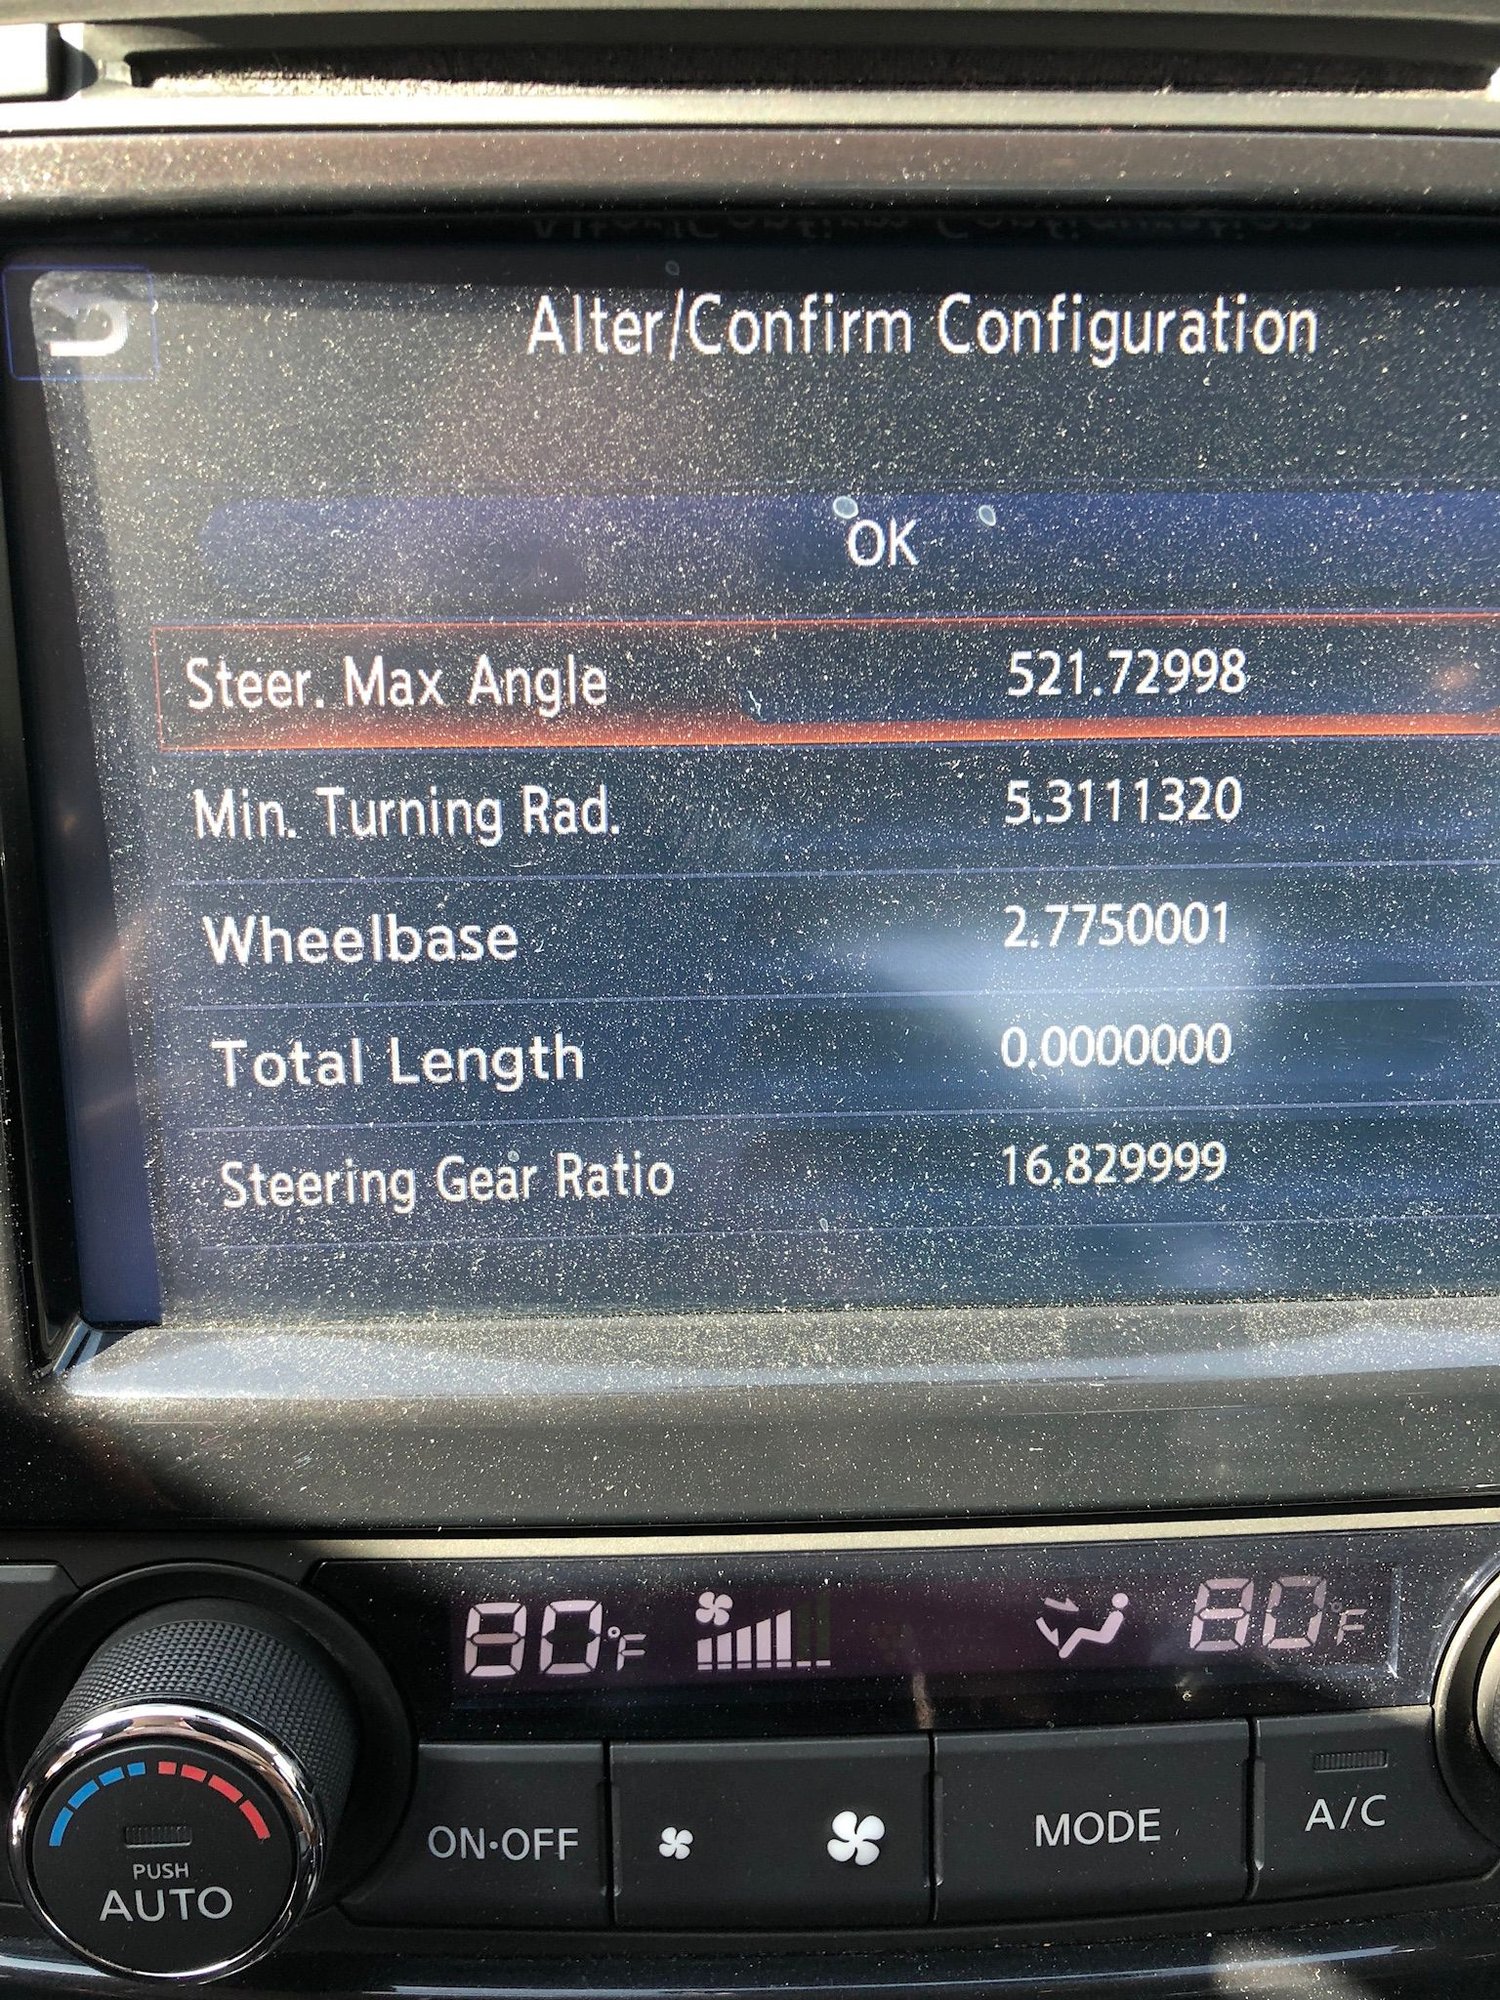 Alter/Confirm Configuration
OK
Steer. Max Angle 521.72998
Min. Turning Rad. 5.3111320
Wheelbase 2.7750001
Total Length 0.0000000
Steering Gear Ratio 16.829999
80°F 80°F
PUSH
AUTO
ON·OFF MODE A/C